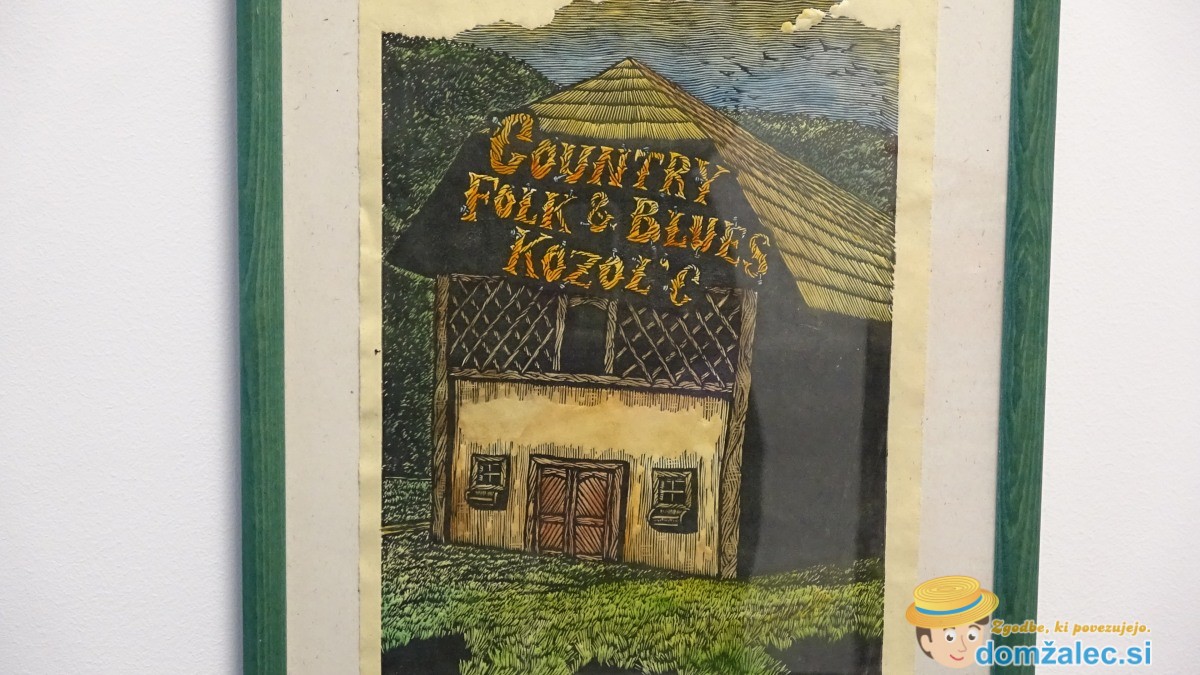 COUNTRY
FOLK & BLUES
KOZOL'C
Zgodbe, ki povezujejo.
domžalec.si